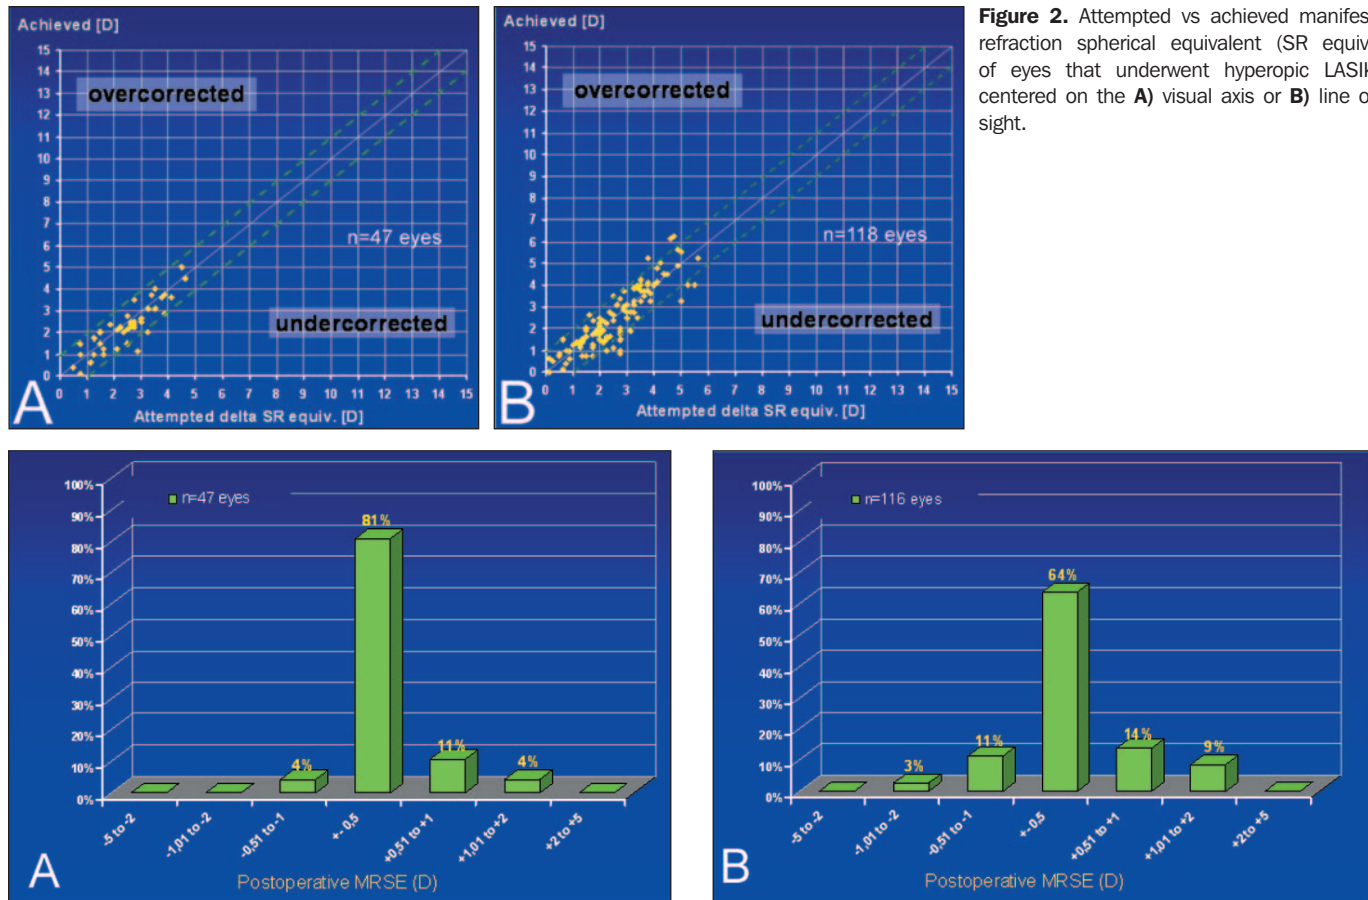 Achieved [D]
15
14
13
12
11
10
9
8
7
6
5
4
3
2
1
0
overcorrected
n=47 eyes
undercorrected
0 1 2 3 4 5 6 7 8 9 10 11 12 13 14 15
Attempted delta SR equiv. [D]
A
Achieved [D]
15
14
13
12
11
10
9
8
7
6
5
4
3
2
1
0
overcorrected
n=118 eyes
undercorrected
0 1 2 3 4 5 6 7 8 9 10 11 12 13 14 15
Attempted delta SR equiv. [D]
B
Figure 2. Attempted vs achieved manifes
refraction spherical equivalent (SR equiv
of eyes that underwent hyperopic LASIK
centered on the A) visual axis or B) line o
sight.
100%
90%
80%
70%
60%
50%
40%
30%
20%
10%
0%
n=47 eyes
4%
81%
11%
4%
-5 to -2
-1,01 to -2
-0,51 to -1
+-0,5
+0,51 to +1
+1,01 to +2
+2 to +5
Postoperative MRSE (D)
A
100%
90%
80%
70%
60%
50%
40%
30%
20%
10%
0%
n=116 eyes
3%
11%
64%
14%
9%
-5 to -2
-1,01 to -2
-0,51 to -1
+-0,5
+0,51 to +1
+1,01 to +2
+2 to +5
Postoperative MRSE (D)
B